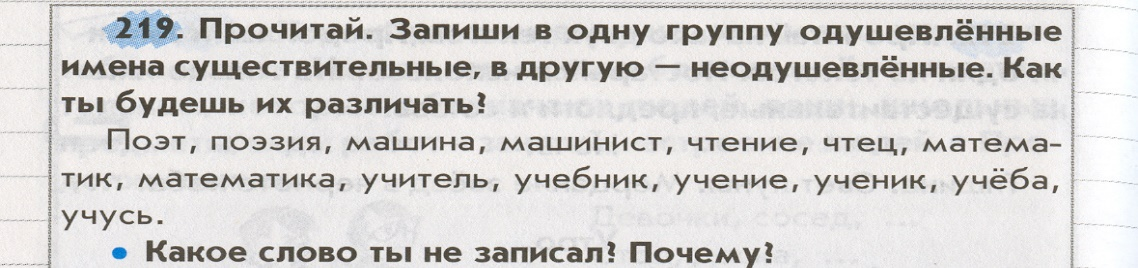 219. Прочитай. Запиши в одну группу одушевлённые
имена существительные в другую — неодушевлённые. Как
ты будешь их различать?
Поэт, поэзия, машина, машинист, чтение, чтец, матема-
тик, математика, учитель, учебник, учение, ученик, учёба,
учусь.
• Какое слово ты не записал? Почему?